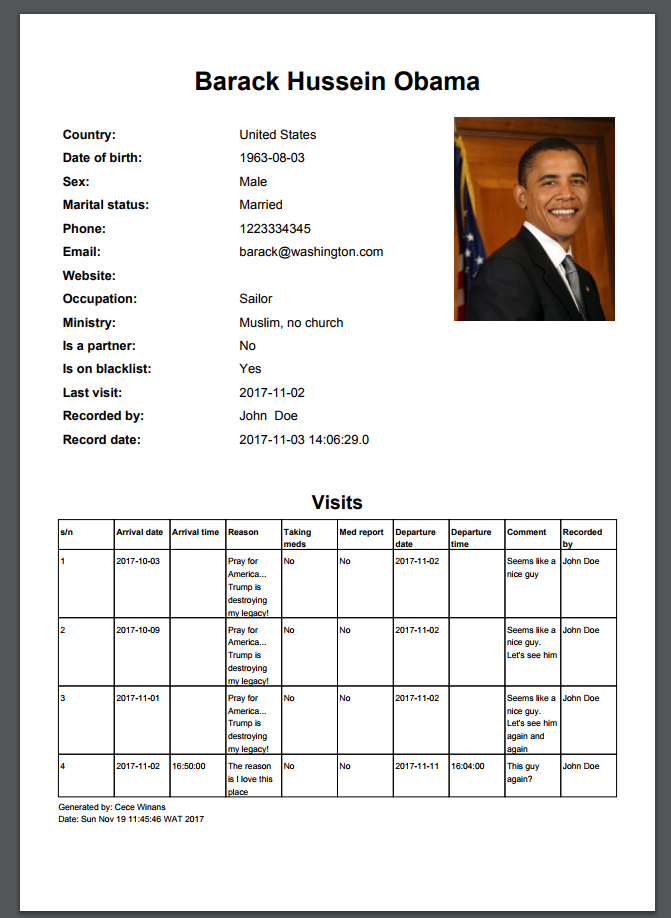 Barack Hussein Obama
Country: United States
Date of birth: 1963-08-03
Sex: Male
Marital status: Married
Phone: 1223334345
Email: barack@washington.com
Website:
Occupation: Sailor
Ministry: Muslim, no church
Is a partner: No
Is on blacklist: Yes
Last visit: 2017-11-02
Recorded by: John  Doe
Record date: 2017-11-03 14:06:29.0
Visits
s/n Arrival date Arrival time Reason Taking Med report Departure Departure Comment Recorded
meds date time by
1 2017-10-03 Pray for No No 2017-11-02 Seems like a John Doe
America... nice guy
Trump is
destroying
my legacy!
2 2017-10-09 Pray for No No 2017-11-02 Seems like a John Doe
America... nice guy.
Trump is Let's see him
destroying
my legacy!
3 2017-11-01 Pray for No No 2017-11-02 Seems like a John Doe
America... nice guy.
Trump is Let's see him
destroying again and
my legacy! again
4 2017-11-02 16:50:00 The reason No No 2017-11-11 16:04:00 This guy John Doe
is I love this again?
place
Generated by: Cece Winans
Date: Sun Nov 19 11:45:46 WAT 2017